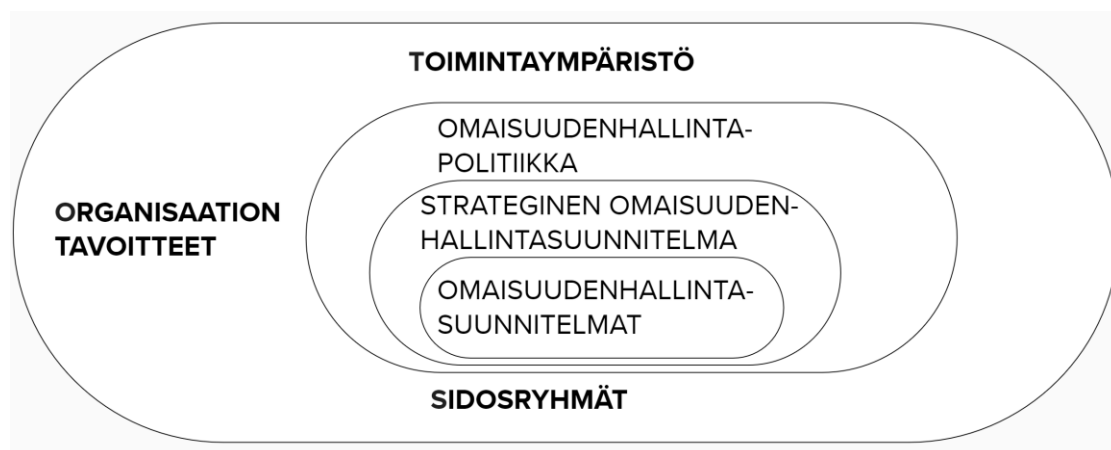 TOIMINTAYMPÄRISTÖ
OMAISUUDENHALLINTA-
POLITIIKKA
ORGANISAATION
TAVOITTEET
STRATEGINEN OMAISUUDEN-
HALLINTASUUNNITELMA
OMAISUUDENHALLINTA-
SUUNNITELMAT
SIDOSRYHMÄT